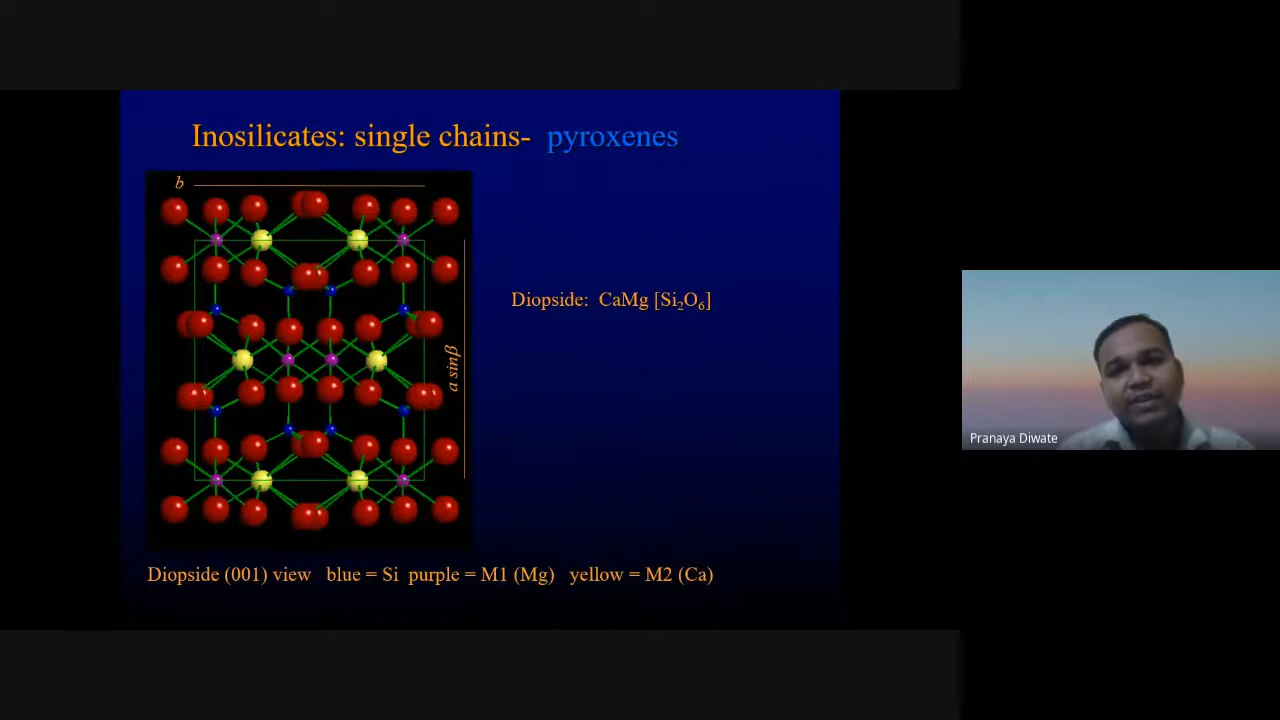 Inosilicates: single chains- pyroxenes
b
a sinβ
Diopside: CaMg [Si₂O₆]
Diopside (001) view blue = Si purple = M1 (Mg) yellow = M2 (Ca)
Pranaya Diwate